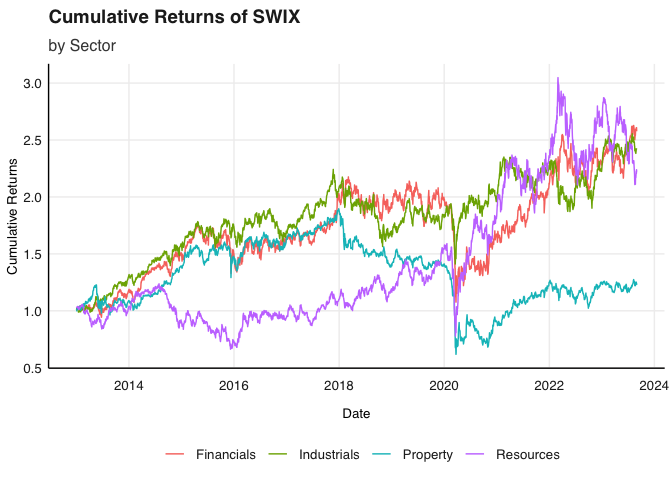 Cumulative Returns of SWIX
by Sector
Cumulative Returns
3.0
2.5
2.0
1.5
1.0
0.5
2014 2016 2018 2020 2022 2024
Date
Financials Industrials Property Resources